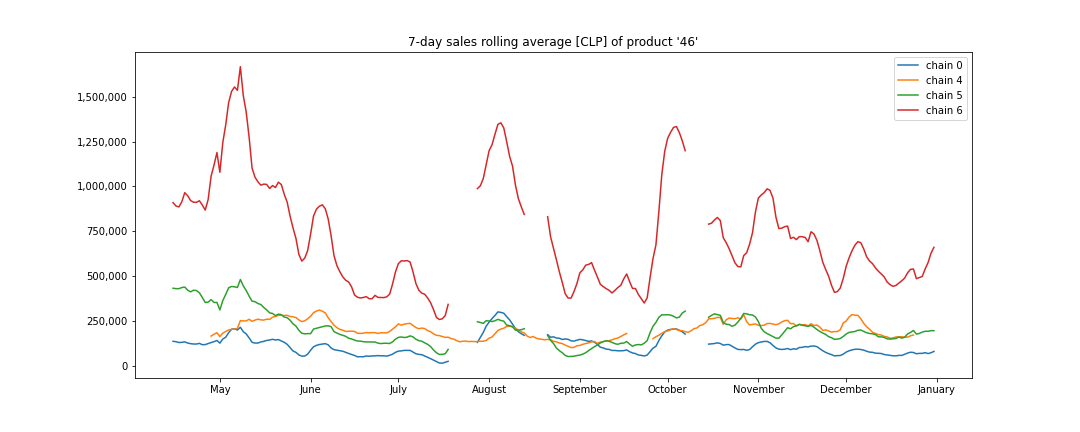 7-day sales rolling average [CLP] of product '46'
chain 0
chain 4
chain 5
chain 6
1,500,000
1,250,000
1,000,000
750,000
500,000
250,000
0
May June July August September October November December January